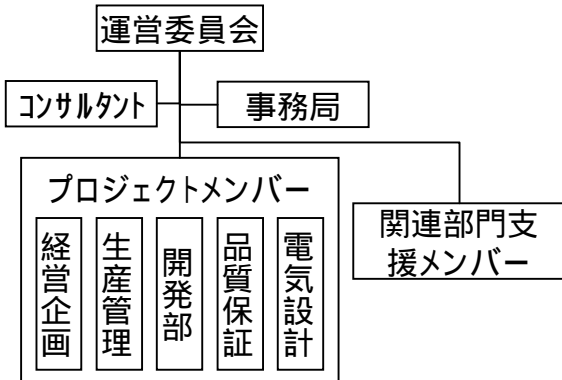 運営委員会
コンサルタント
事務局
プロジェクトメンバー
経営企画
生産管理
開発部
品質保証
電気設計
関連部門支
援メンバー